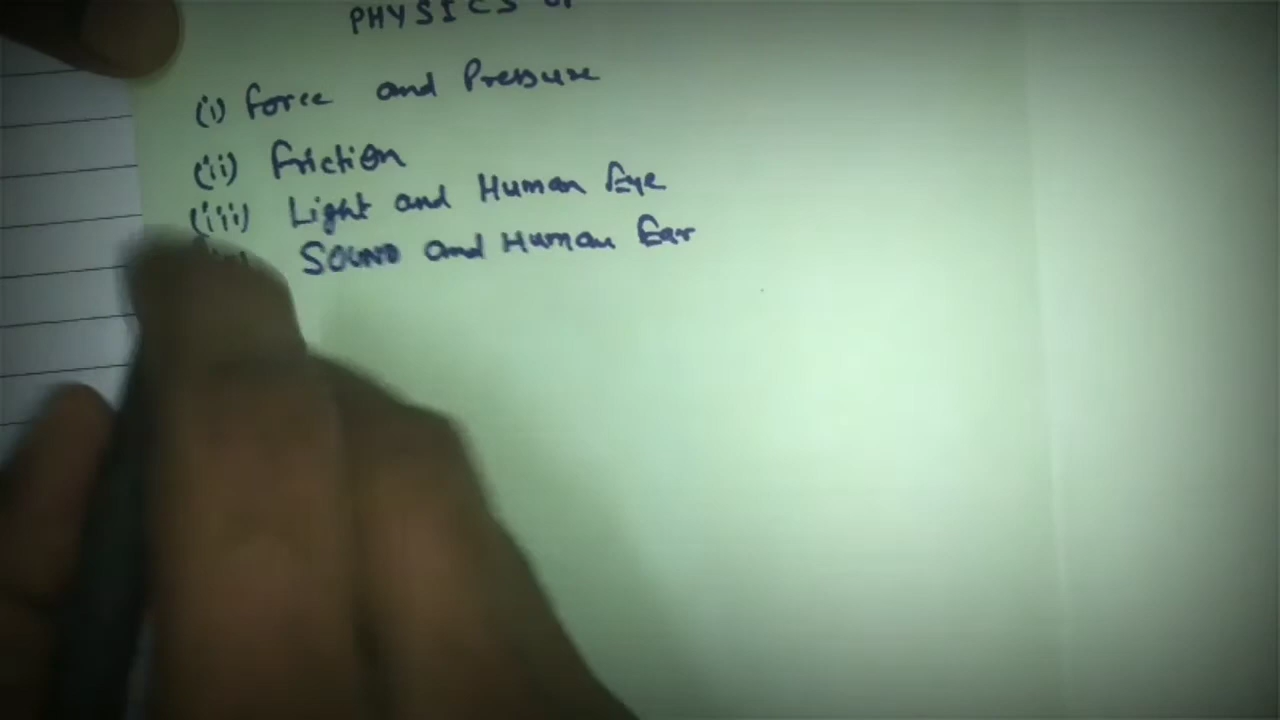 PHYSICS
(i) Force and Pressure
(ii) Friction
(iii) Light and Human Eye
SOUND and Human Ear